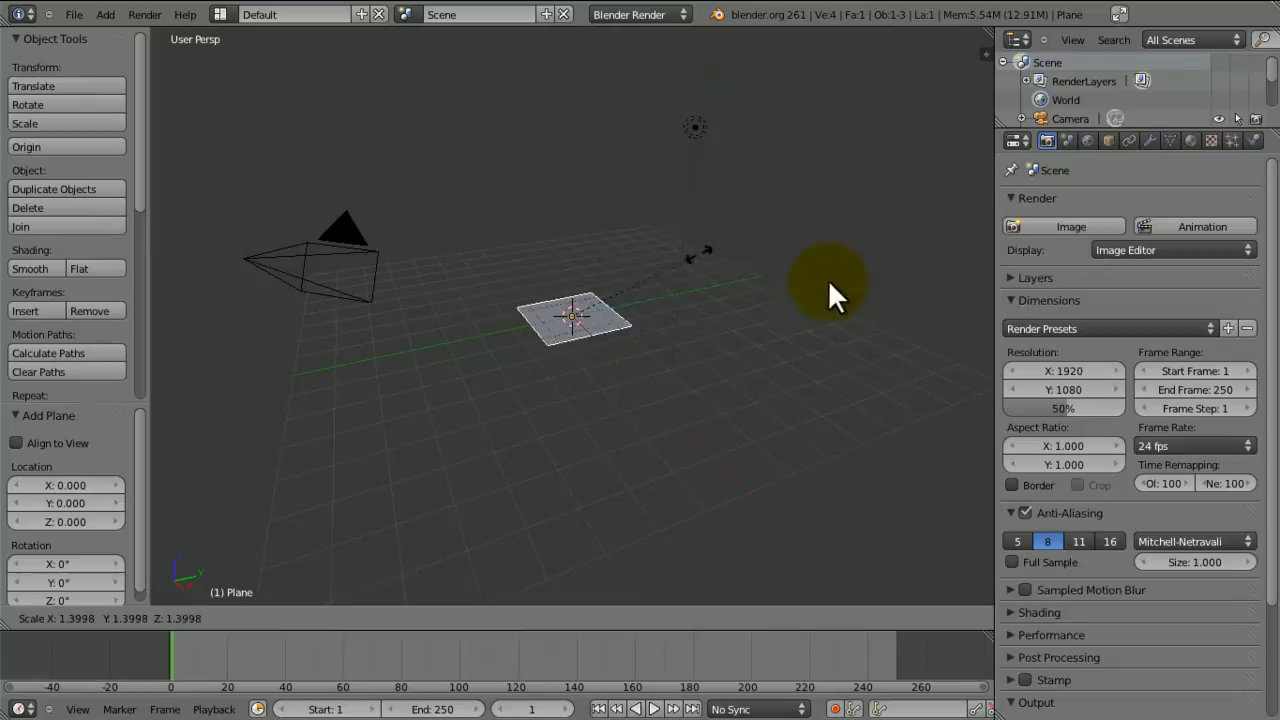 File Add Render Help Default Scene Blender Render blender.org 261 | Ve:4 | Fa:1 | Ob:1-3 | La:1 | Mem:5.54M (12.91M) | Plane
Object Tools
Transform:
Translate
Rotate
Scale
Origin
Object:
Duplicate Objects
Delete
Join
Shading:
Smooth Flat
Keyframes:
Insert Remove
Motion Paths:
Calculate Paths
Clear Paths
Repeat:
Add Plane
Align to View
Location
X: 0.000
Y: 0.000
Z: 0.000
Rotation
X: 0°
Y: 0°
Z: 0°
User Persp
(1) Plane
Scale X: 1.3998 Y: 1.3998 Z: 1.3998
View Search All Scenes
Scene
RenderLayers
World
Camera
Scene
Render
Image Animation
Display: Image Editor
Layers
Dimensions
Render Presets
Resolution: Frame Range:
X: 1920 Start Frame: 1
Y: 1080 End Frame: 250
50% Frame Step: 1
Aspect Ratio: Frame Rate:
X: 1.000 24 fps
Y: 1.000 Time Remapping:
Border Crop Ol: 100 Ne: 100
Anti-Aliasing
5 8 11 16 Mitchell-Netravali
Full Sample Size: 1.000
Sampled Motion Blur
Shading
Performance
Post Processing
Stamp
Output
-40 -20 0 20 40 60 80 100 120 140 160 180 200 220 240 260
View Marker Frame Playback Start: 1 End: 250 1 No Sync